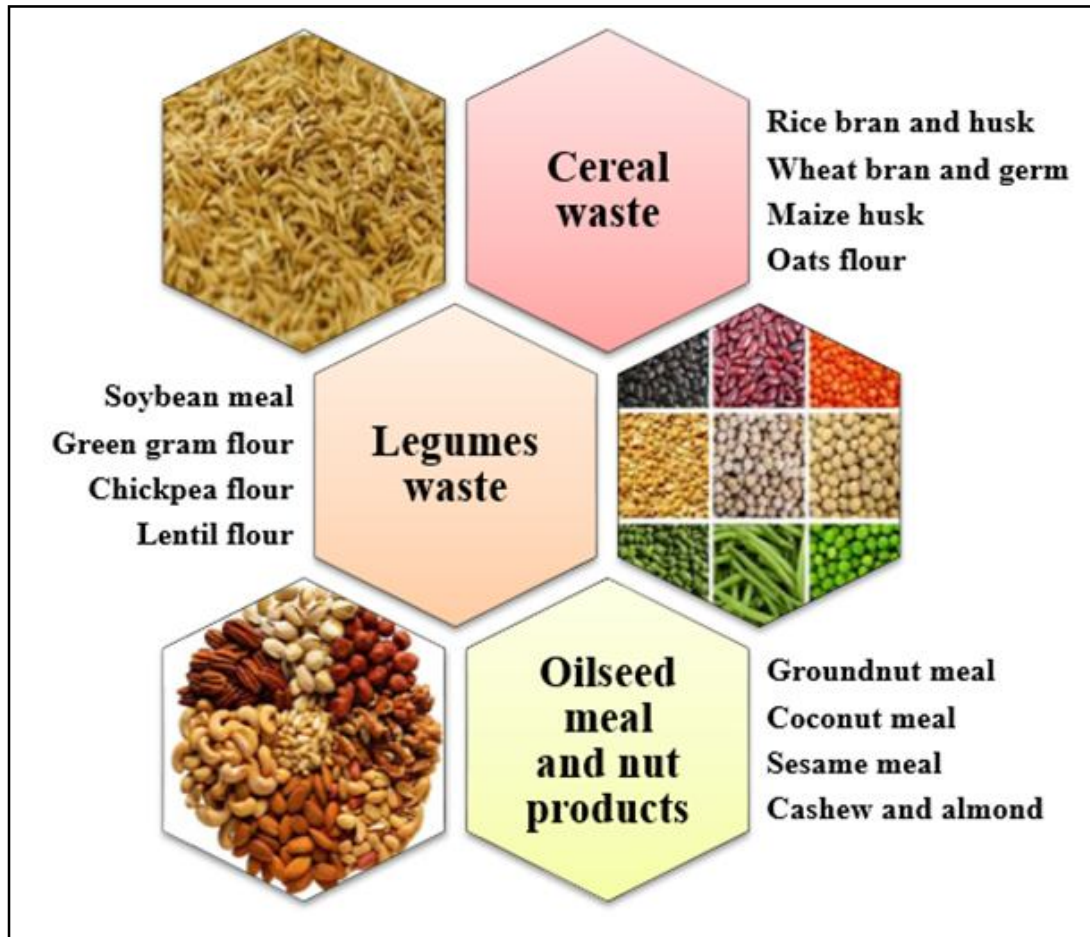 Cereal
waste
Rice bran and husk
Wheat bran and germ
Maize husk
Oats flour
Soybean meal
Green gram flour
Chickpea flour
Lentil flour
Legumes
waste
Oilseed
meal
and nut
products
Groundnut meal
Coconut meal
Sesame meal
Cashew and almond